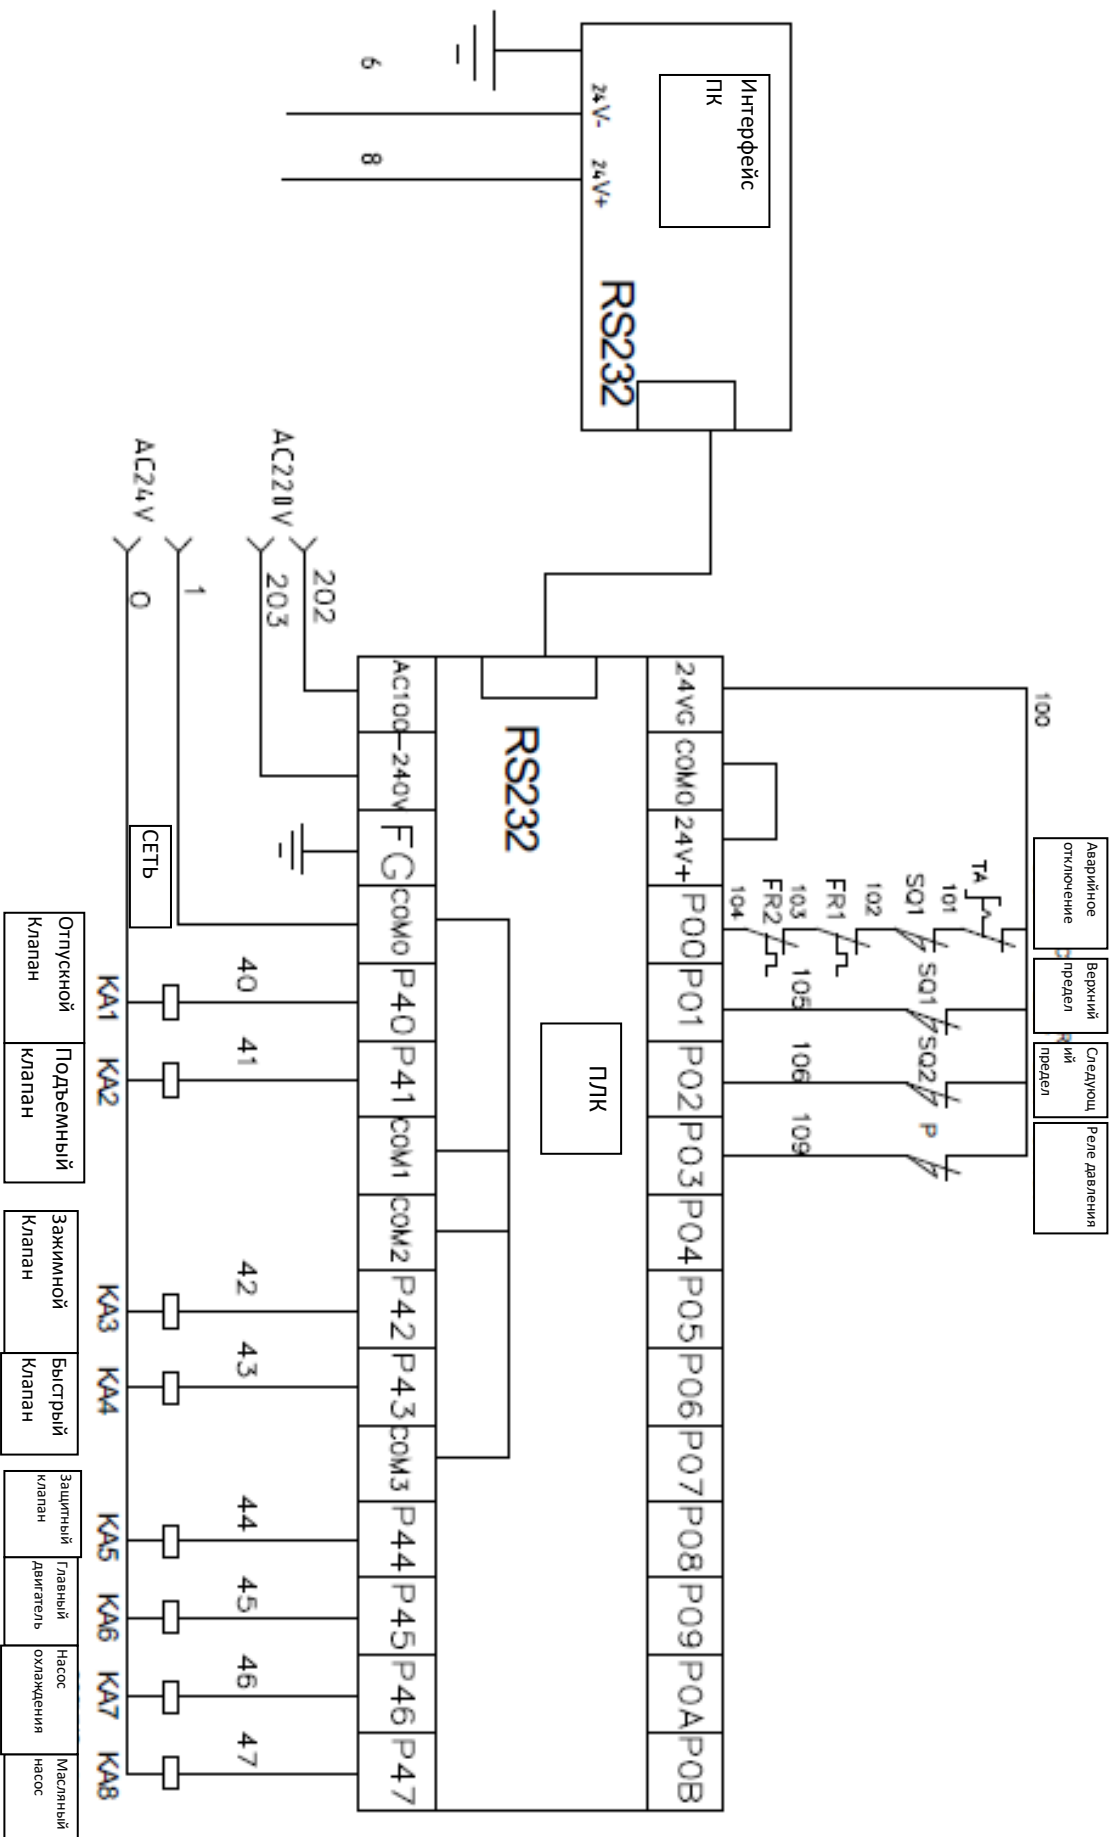 Интерфейс
ПК
24V-
24V+
RS232
6
8
AC220V
202
203
AC24V
1
0
СЕТЬ
100
Аварийное
отключение
Верхний
предел
Следующ
ий
предел
Реле давления
TA
101
SQ1
102
FR1
103
FR2
104
SQ1
105
SQ2
106
P
109
24VG
COM0
24V+
P00
P01
P02
P03
P04
P05
P06
P07
P08
P09
P0A
P0B
RS232
ПЛК
AC100-240V
FG
COM0
P40
P41
COM1
COM2
P42
P43
COM3
P44
P45
P46
P47
40
41
42
43
44
45
46
47
KA1
KA2
KA3
KA4
KA5
KA6
KA7
KA8
Отпускной
Клапан
Подъемный
клапан
Зажимной
Клапан
Быстрый
Клапан
Защитный
клапан
Главный
двигатель
Насос
охлаждения
Масляный
насос